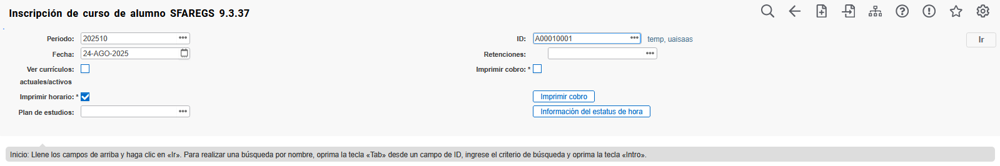 Inscripción de curso de alumno SFAREGS 9.3.37
Periodo: 202510 ID: A00010001 temp, uaisaas Ir
Fecha: 24-AGO-2025 Retenciones:
Ver currículos Imprimir cobro: *
actuales/activos
Imprimir horario: * Imprimir cobro
Plan de estudios: Información del estatus de hora
Inicio: Llene los campos de arriba y haga clic en «Ir». Para realizar una búsqueda por nombre, oprima la tecla «Tab» desde un campo de ID, ingrese el criterio de búsqueda y oprima la tecla «Intro».